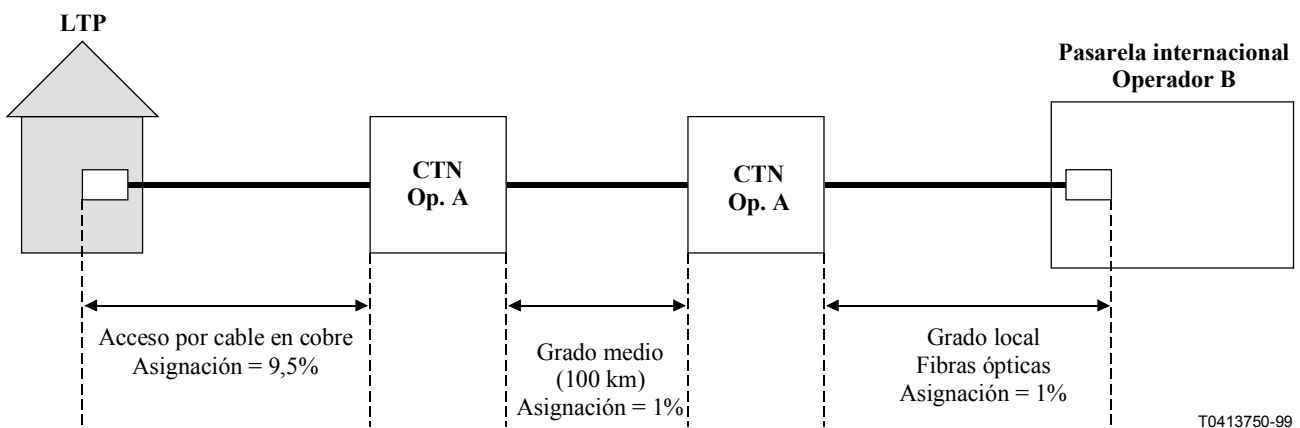 LTP
Pasarela internacional
Operador B
CTN
Op. A
CTN
Op. A
Acceso por cable en cobre
Asignación = 9,5%
Grado medio
(100 km)
Asignación = 1%
Grado local
Fibras ópticas
Asignación = 1%
T0413750-99